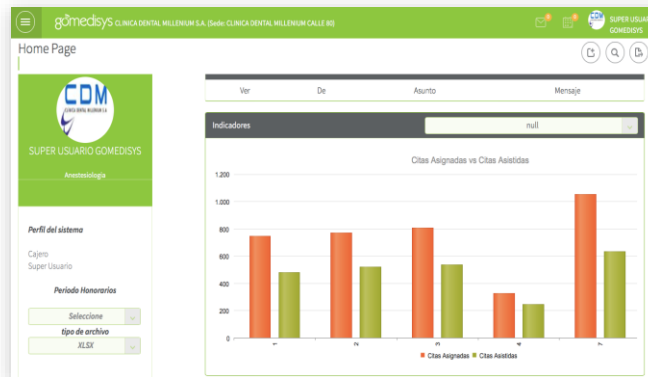 gomedisys CLINICA DENTAL MILLENIUM S.A. (Sede: CLINICA DENTAL MILLENIUM CALLE 80)
SUPER USUAR
GOMEDISYS
Home Page
CDM
SUPER USUARIO GOMEDISYS
Anestesiología
Perfil del sistema
Cajero
Super Usuario
Periodo Honorarios
Seleccione
tipo de archivo
XLSX
Ver De Asunto Mensaje
Indicadores null
Citas Asignadas vs Citas Asistidas
1.200
1.000
800
600
400
200
0
1 2 3 4 7
Citas Asignadas Citas Asistidas